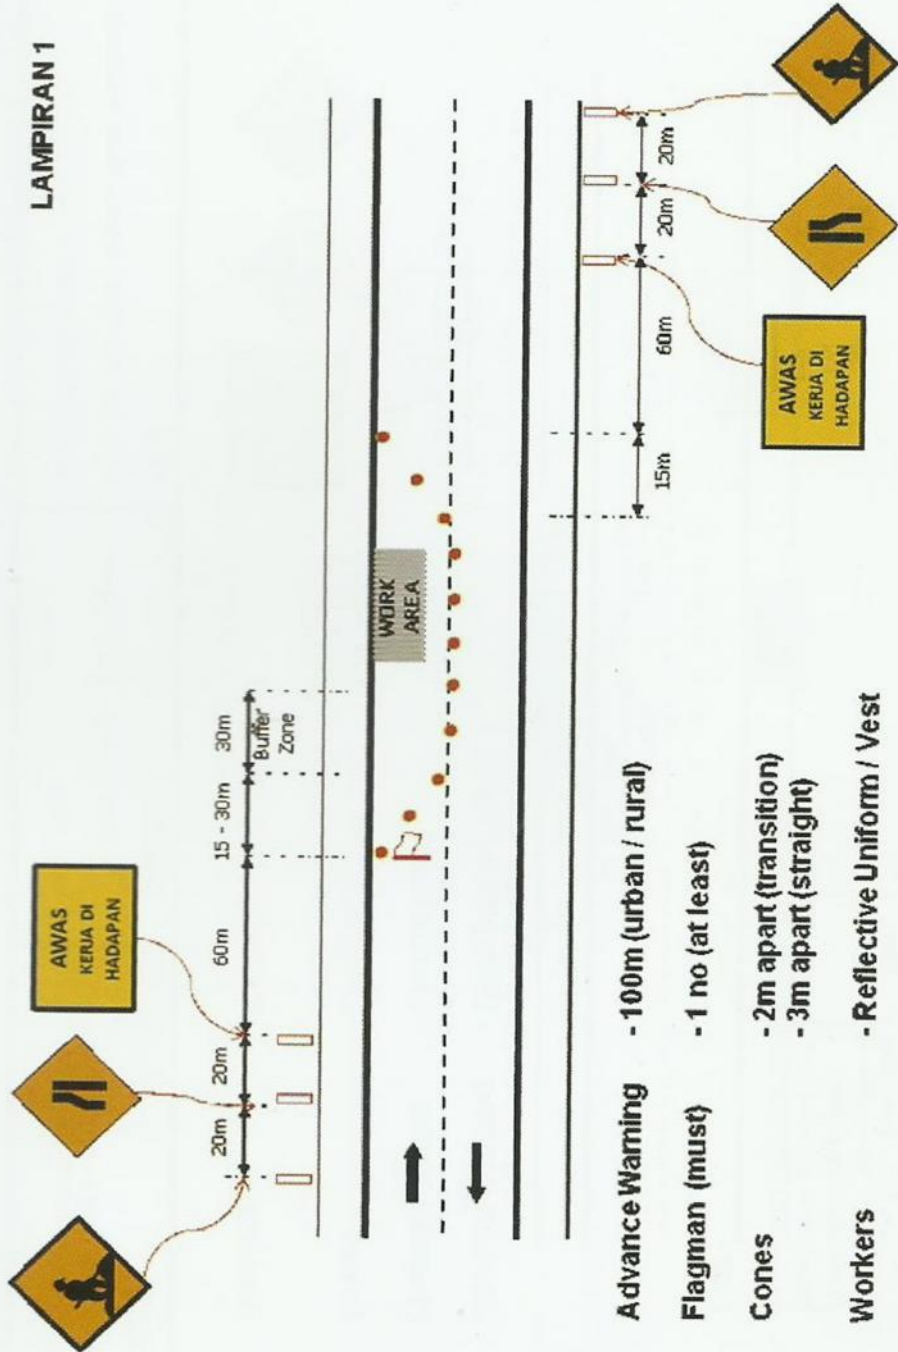 LAMPIRAN 1
AWAS
KERJA DI
HADAPAN
20m
20m
60m
15 - 30m
30m
Buffer
Zone
WORK
AREA
15m
60m
20m
20m
AWAS
KERJA DI
HADAPAN
Advance Warning - 100m (urban / rural)
Flagman (must) - 1 no (at least)
Cones - 2m apart (transition)
- 3m apart (straight)
Workers - Reflective Uniform / Vest